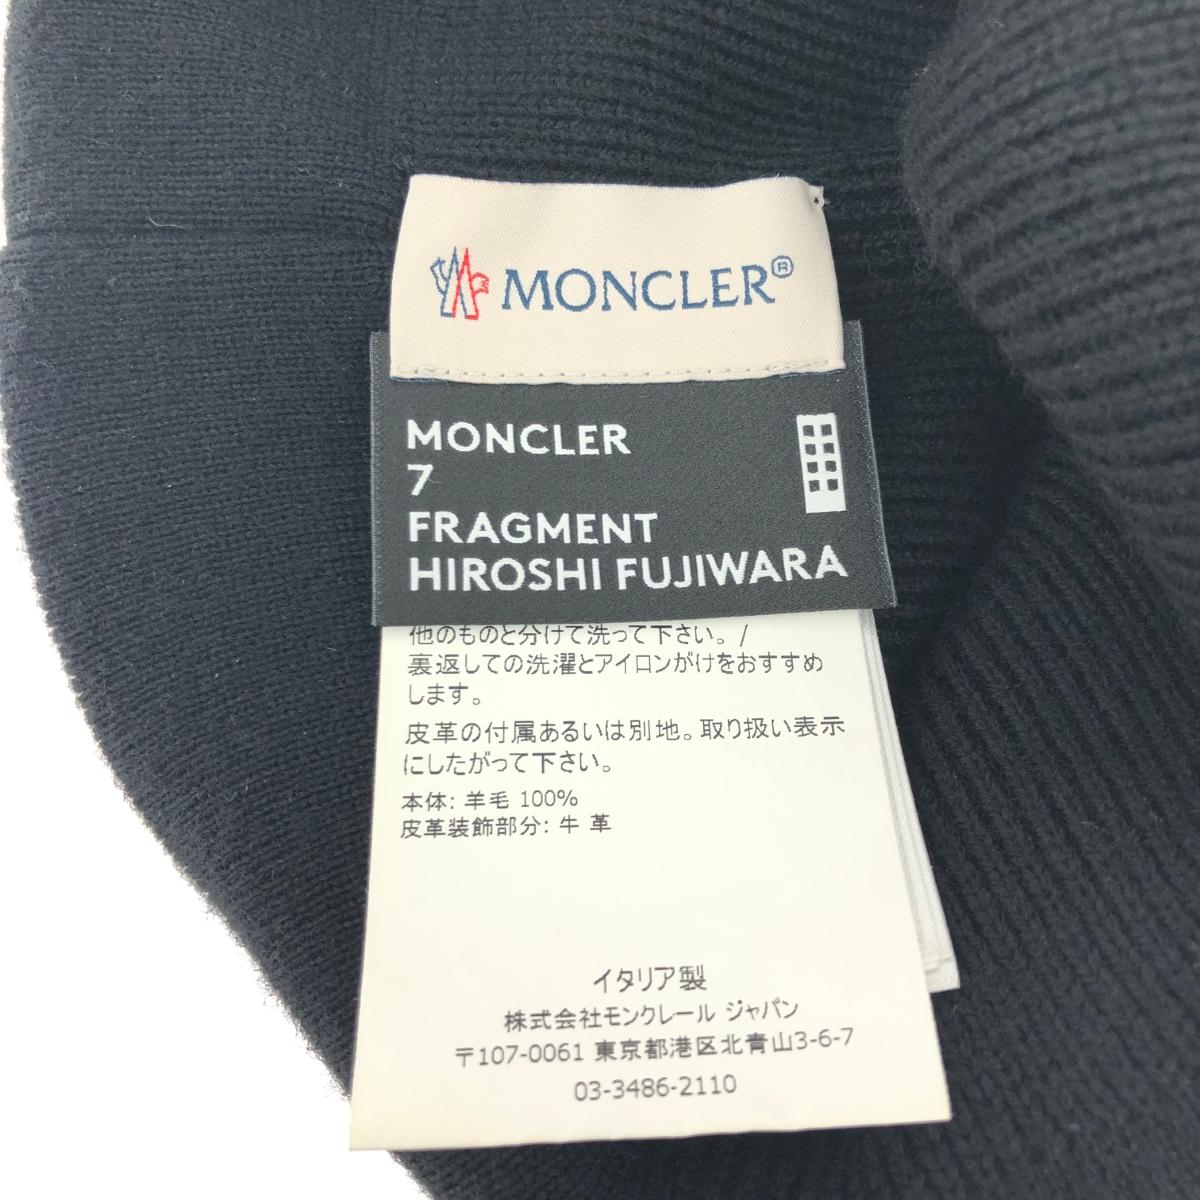 MONCLER®
MONCLER
7
FRAGMENT
HIROSHI FUJIWARA
他のものと分けて洗って下さい。/
裏返しての洗濯とアイロンがけをおすすめ
します。
皮革の付属あるいは別地。取り扱い表示
にしたがって下さい。
本体: 羊毛 100%
皮革装飾部分: 牛 革
イタリア製
株式会社モンクレール ジャパン
〒107-0061 東京都港区北青山3-6-7
03-3486-2110